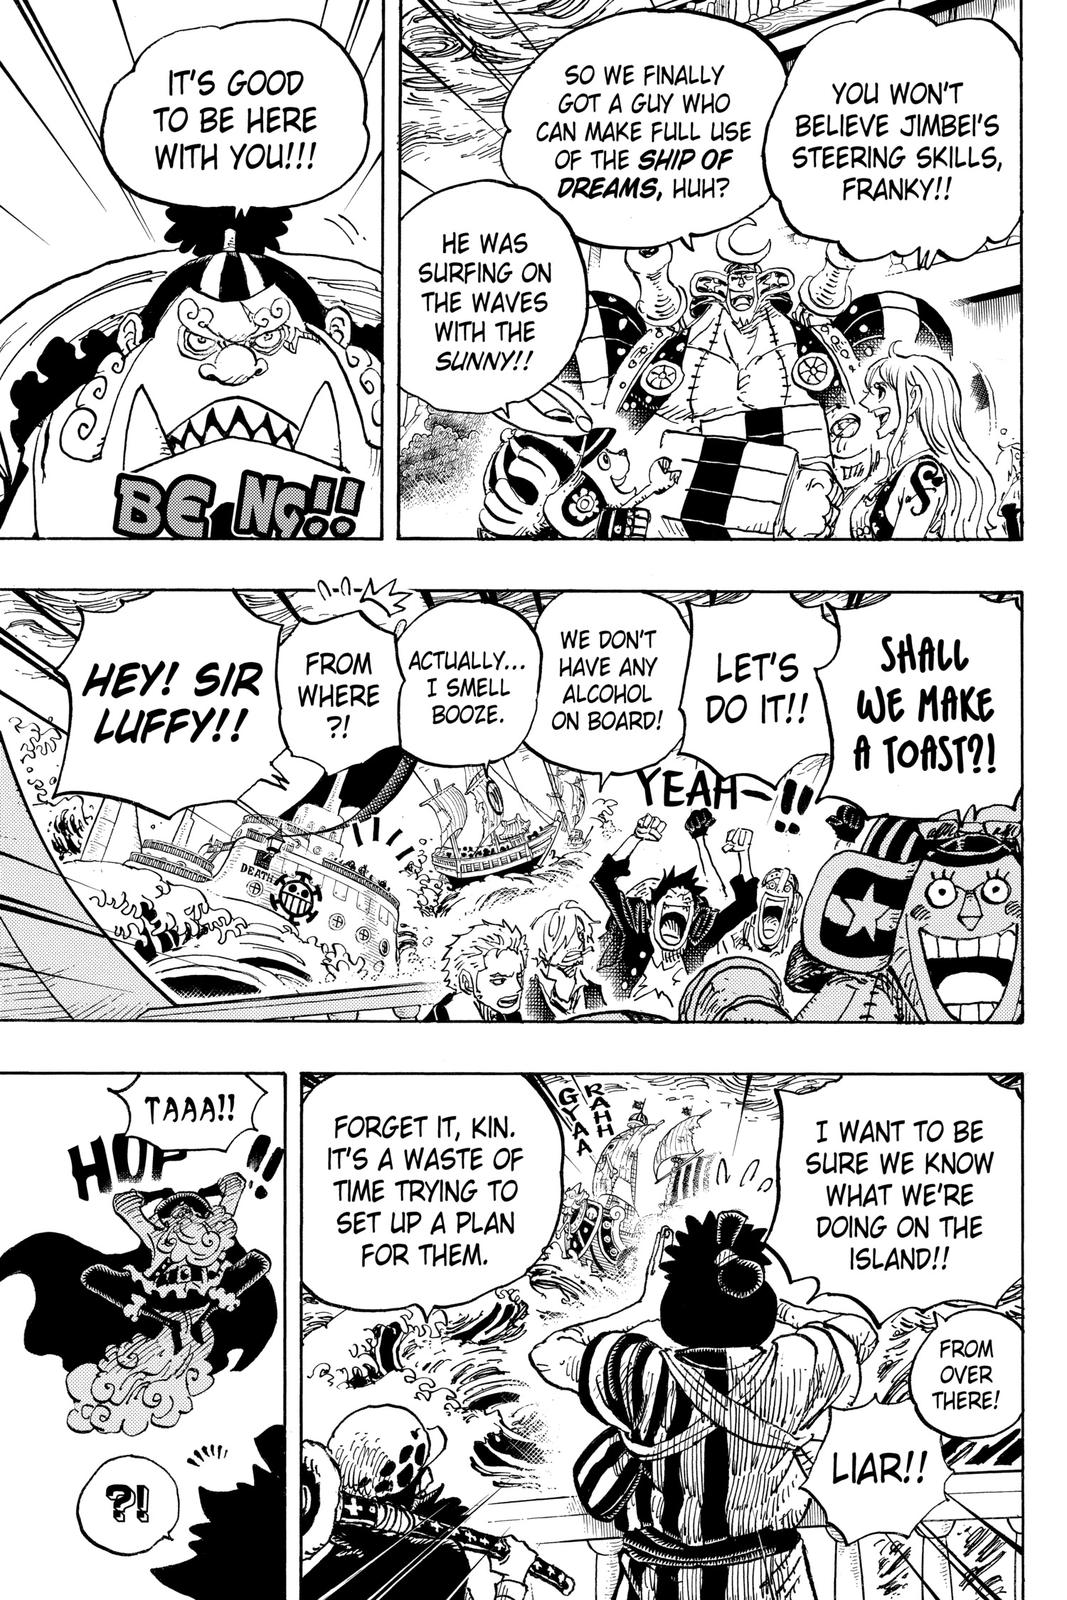 YOU WON'T
BELIEVE JIMBEI'S
STEERING SKILLS,
FRANKY!!
SO WE FINALLY
GOT A GUY WHO
CAN MAKE FULL USE
OF THE SHIP OF
DREAMS, HUH?
HE WAS
SURFING ON
THE WAVES
WITH THE
SUNNY!!
IT'S GOOD
TO BE HERE
WITH YOU!!!
BE NG!!
SHALL
WE MAKE
A TOAST?!
LET'S
DO IT!!
YEAH!!
WE DON'T
HAVE ANY
ALCOHOL
ON BOARD!
ACTUALLY...
I SMELL
BOOZE.
FROM
WHERE
?!
HEY! SIR
LUFFY!!
DEATH
I WANT TO BE
SURE WE KNOW
WHAT WE'RE
DOING ON THE
ISLAND!!
FROM
OVER
THERE!
LIAR!!
RAHH
GYAA
FORGET IT, KIN.
IT'S A WASTE OF
TIME TRYING TO
SET UP A PLAN
FOR THEM.
TAAA!!
HOP!!
?!